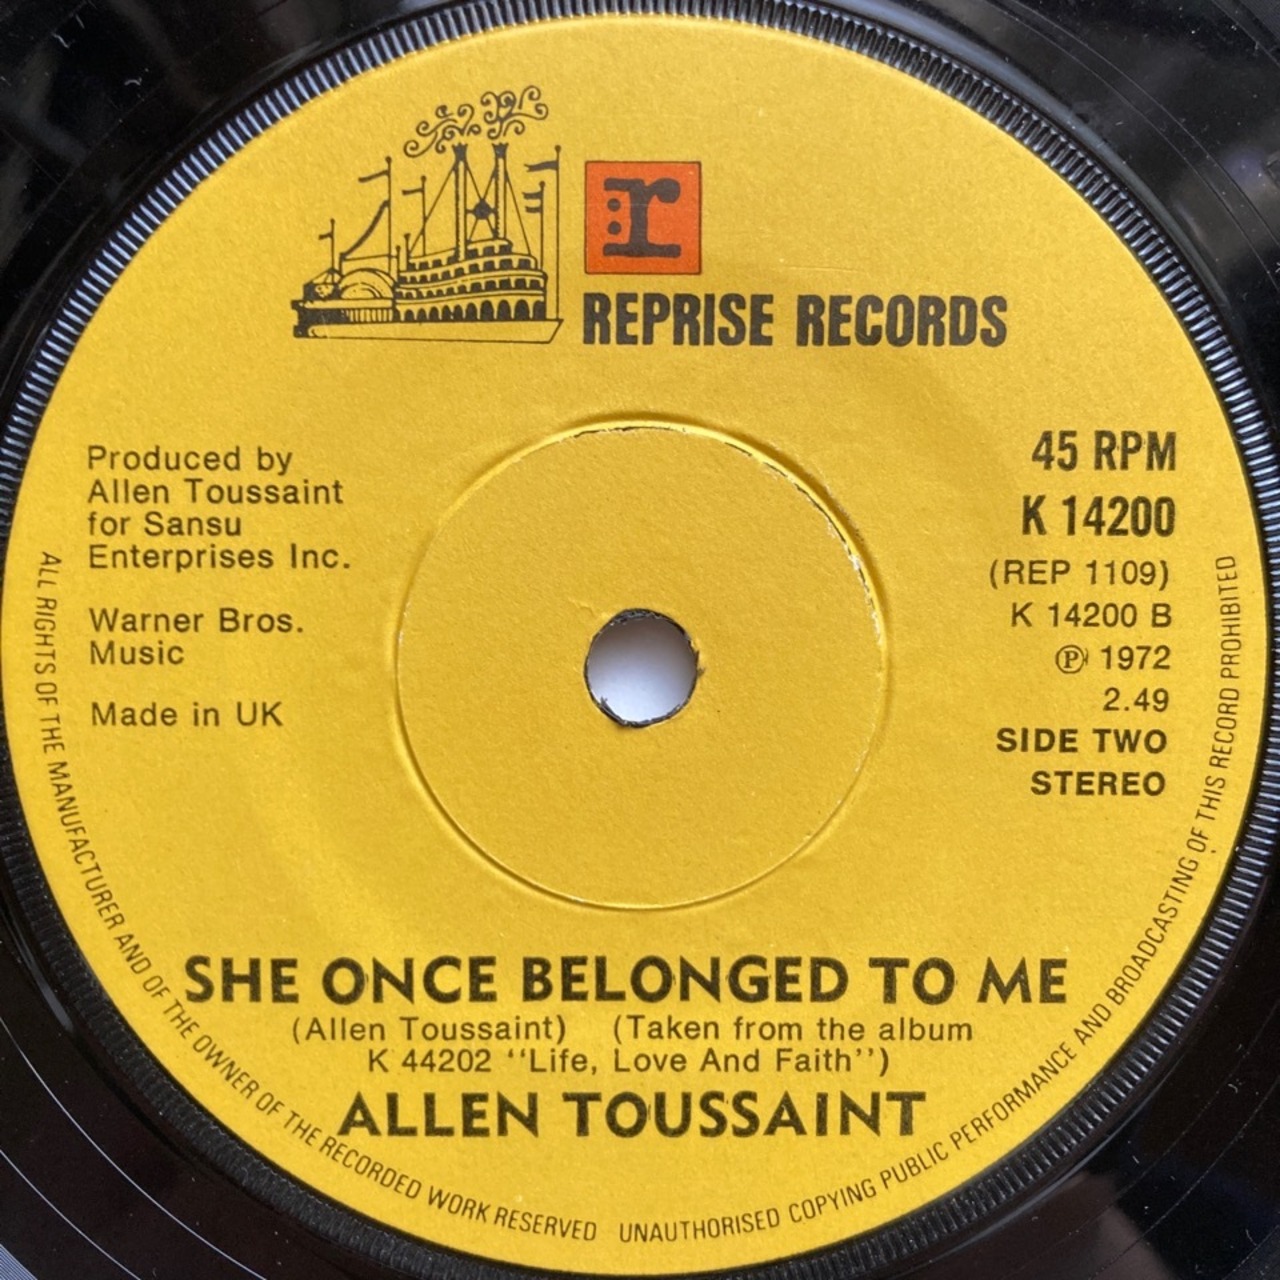 r
REPRISE RECORDS
Produced by
Allen Toussaint
for Sansu
Enterprises Inc.
Warner Bros.
Music
Made in UK
45 RPM
K 14200
(REP 1109)
K 14200 B
Ⓟ 1972
2.49
SIDE TWO
STEREO
SHE ONCE BELONGED TO ME
(Allen Toussaint) (Taken from the album
K 44202 “Life, Love And Faith”)
ALLEN TOUSSAINT
ALL RIGHTS OF THE MANUFACTURER AND OF THE OWNER OF THE RECORDED WORK RESERVED UNAUTHORISED COPYING PUBLIC PERFORMANCE AND BROADCASTING OF THIS RECORD PROHIBITED